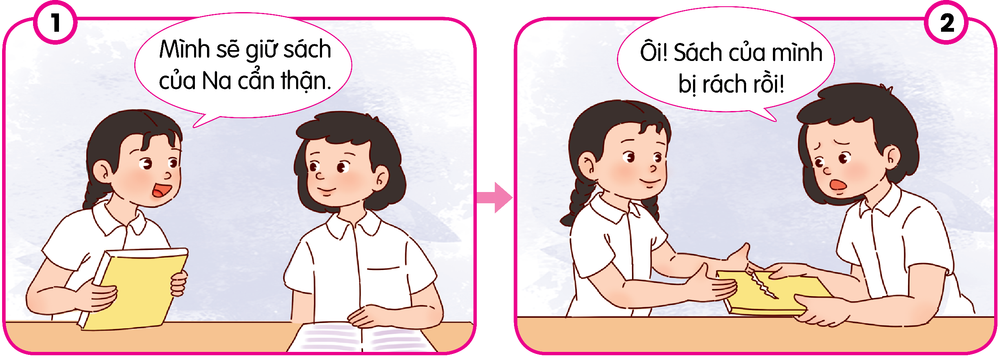 1
Mình sẽ giữ sách
của Na cẩn thận.
2
Ôi! Sách của mình
bị rách rồi!